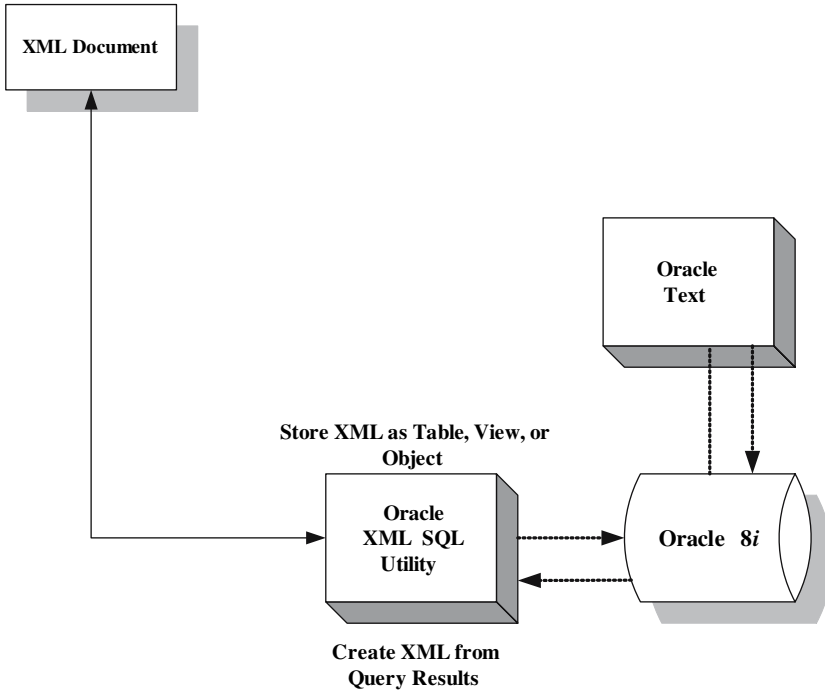 XML Document
Oracle
Text
Store XML as Table, View, or
Object
Oracle
XML SQL
Utility
Oracle 8i
Create XML from
Query Results